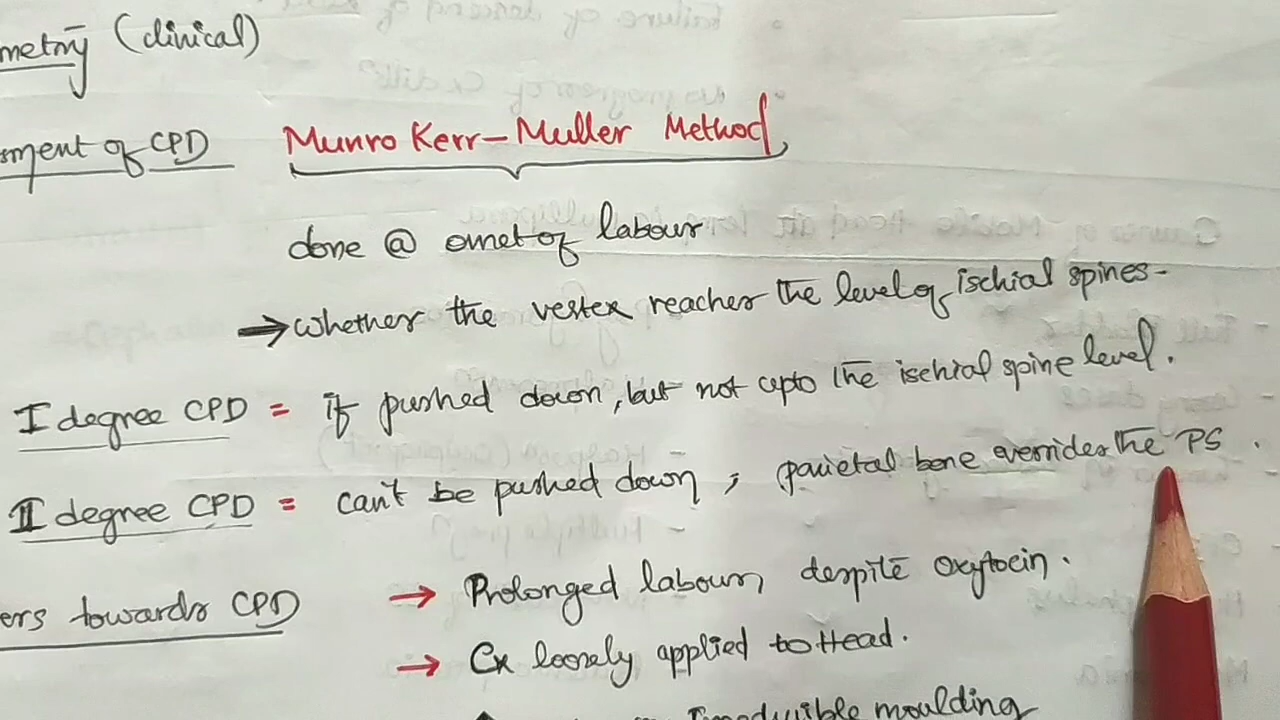 metry (clinical)
sment of CPD Munro Kerr-Muller Method
done @ onset of labour
→ whether the vertex reaches the level of ischial spines-
I degree CPD = if pushed down, but not upto the ischial spine level.
II degree CPD = can't be pushed down ; parietal bone overrides the PS .
ers towards CPD → Prolonged labour, despite oxytocin.
→ Cx loosely applied to Head.
moulding